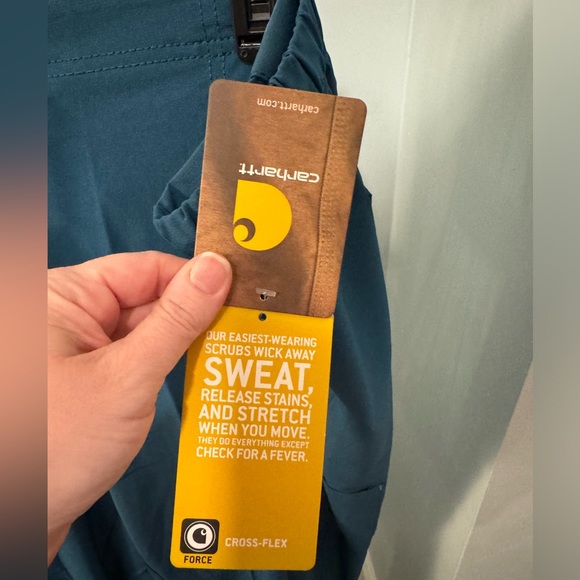 carhartt.com
carhartt
OUR EASIEST-WEARING
SCRUBS WICK AWAY
SWEAT,
RELEASE STAINS,
AND STRETCH
WHEN YOU MOVE.
THEY DO EVERYTHING EXCEPT
CHECK FOR A FEVER.
FORCE
CROSS-FLEX